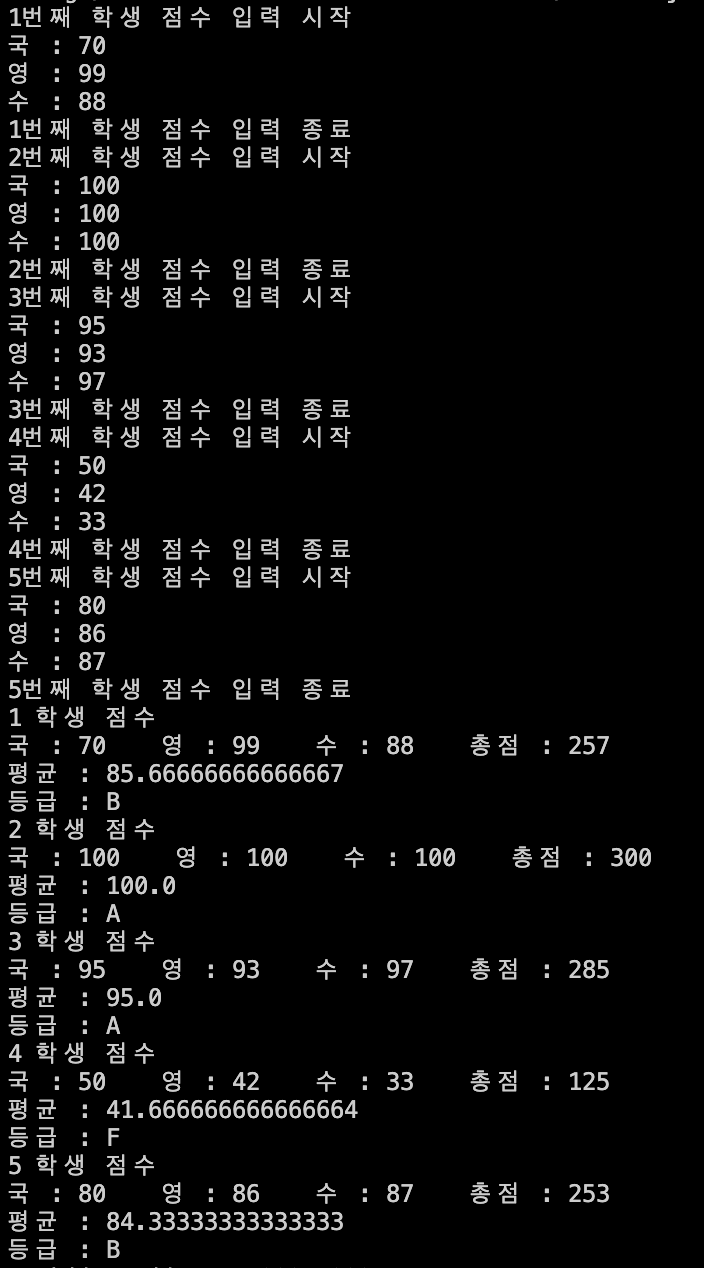 1번째 학생 점수 입력 시작
국 : 70
영 : 99
수 : 88
1번째 학생 점수 입력 종료
2번째 학생 점수 입력 시작
국 : 100
영 : 100
수 : 100
2번째 학생 점수 입력 종료
3번째 학생 점수 입력 시작
국 : 95
영 : 93
수 : 97
3번째 학생 점수 입력 종료
4번째 학생 점수 입력 시작
국 : 50
영 : 42
수 : 33
4번째 학생 점수 입력 종료
5번째 학생 점수 입력 시작
국 : 80
영 : 86
수 : 87
5번째 학생 점수 입력 종료
1 학생 점수
국 : 70    영 : 99    수 : 88    총점 : 257
평균 : 85.66666666666667
등급 : B
2 학생 점수
국 : 100    영 : 100    수 : 100    총점 : 300
평균 : 100.0
등급 : A
3 학생 점수
국 : 95    영 : 93    수 : 97    총점 : 285
평균 : 95.0
등급 : A
4 학생 점수
국 : 50    영 : 42    수 : 33    총점 : 125
평균 : 41.666666666666664
등급 : F
5 학생 점수
국 : 80    영 : 86    수 : 87    총점 : 253
평균 : 84.33333333333333
등급 : B